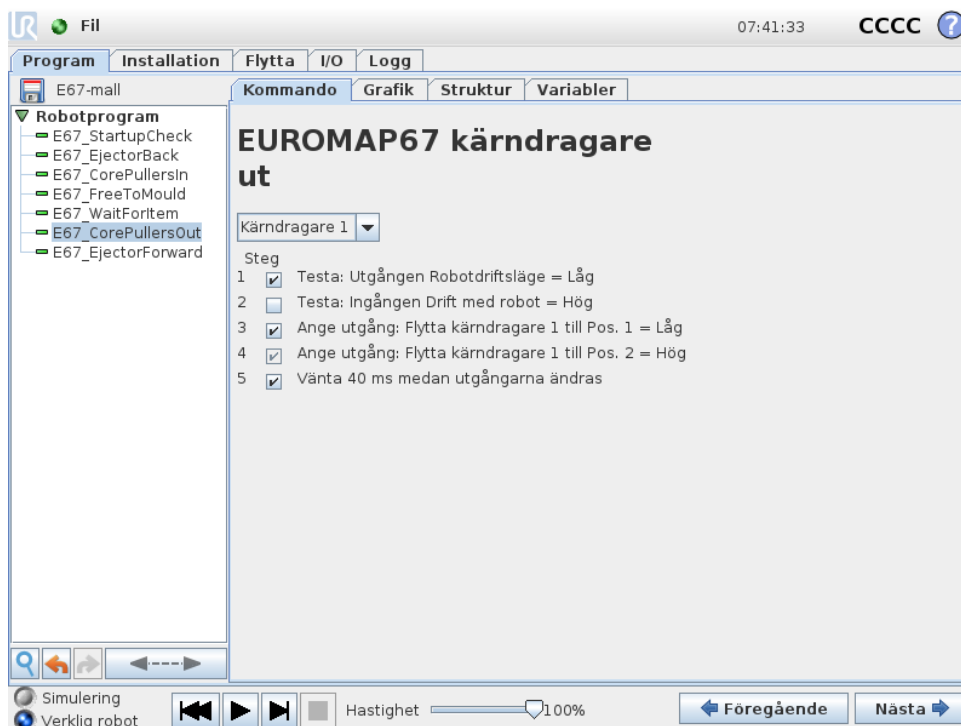 UR Fil 07:41:33 CCCC ?
Program Installation Flytta I/O Logg
E67-mall Kommando Grafik Struktur Variabler
Robotprogram
E67_StartupCheck
E67_EjectorBack
E67_CorePullersIn
E67_FreeToMould
E67_WaitForItem
E67_CorePullersOut
E67_EjectorForward
EUROMAP67 kärndragare
ut
Kärndragare 1
Steg
1 Testa: Utgången Robotdriftsläge = Låg
2 Testa: Ingången Drift med robot = Hög
3 Ange utgång: Flytta kärndragare 1 till Pos. 1 = Låg
4 Ange utgång: Flytta kärndragare 1 till Pos. 2 = Hög
5 Vänta 40 ms medan utgångarna ändras
Simulering
Verklig robot
Hastighet 100%
Föregående Nästa